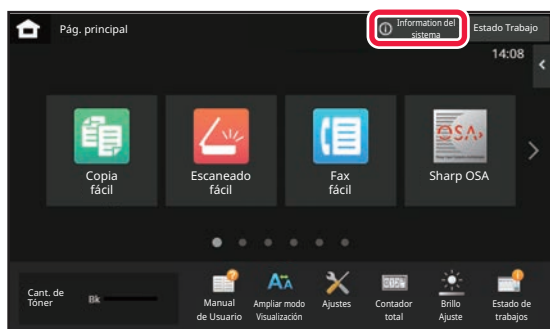 Pág. principal
Information del
sistema
Estado Trabajo
14:08
Copia
fácil
Escaneado
fácil
Fax
fácil
OSA
Sharp OSA
Cant. de
Tóner
Bk
Manual
de Usuario
Ampliar modo
Visualización
Ajustes
Contador
total
Brillo
Ajuste
Estado de
trabajos